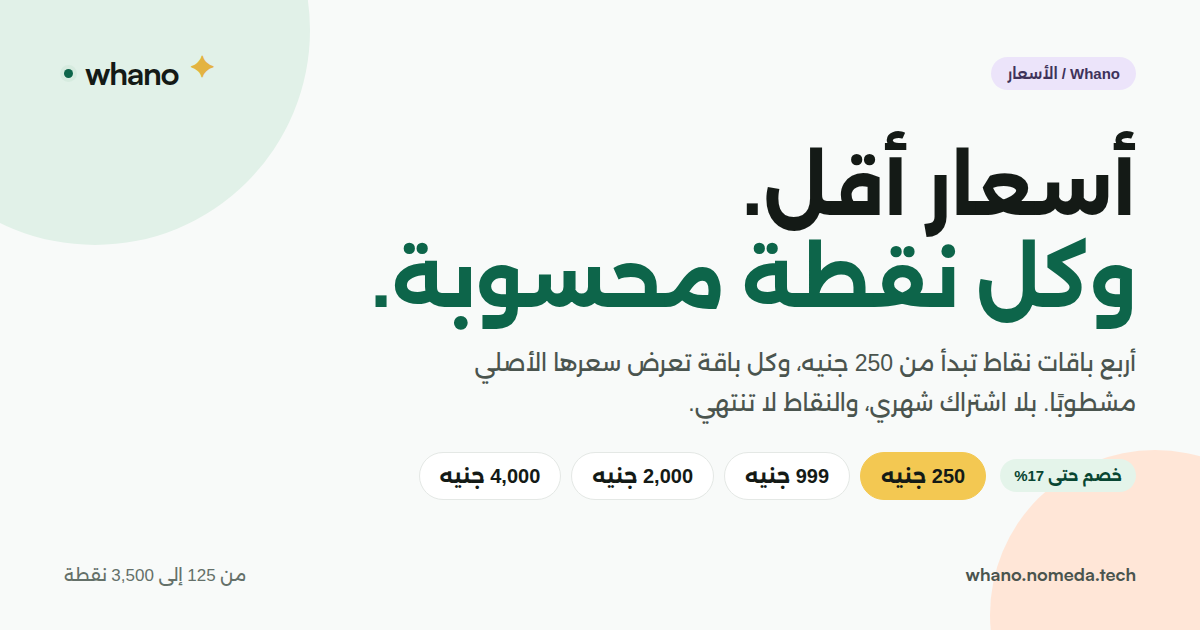 whano
Whano / الأسعار
أسعار أقل.
وكل نقطة محسوبة.
أربع باقات نقاط تبدأ من 250 جنيه، وكل باقة تعرض سعرها الأصلي
مشطوبًا. بلا اشتراك شهري، والنقاط لا تنتهي.
خصم حتى 17%
250 جنيه
999 جنيه
2,000 جنيه
4,000 جنيه
whano.nomeda.tech
من 125 إلى 3,500 نقطة